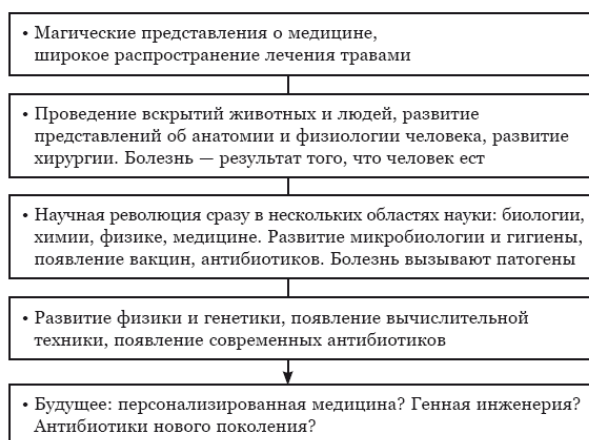 • Магические представления о медицине,
широкое распространение лечения травами
• Проведение вскрытий животных и людей, развитие
представлений об анатомии и физиологии человека, развитие
хирургии. Болезнь — результат того, что человек ест
• Научная революция сразу в нескольких областях науки: биологии,
химии, физике, медицине. Развитие микробиологии и гигиены,
появление вакцин, антибиотиков. Болезнь вызывают патогены
• Развитие физики и генетики, появление вычислительной
техники, появление современных антибиотиков
• Будущее: персонализированная медицина? Генная инженерия?
Антибиотики нового поколения?